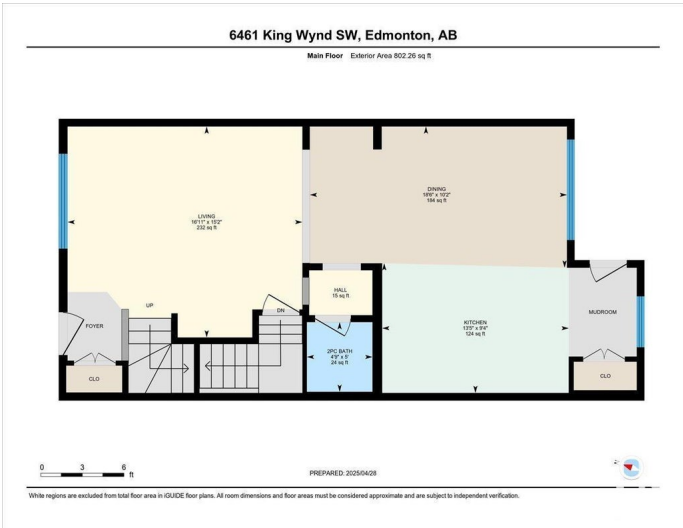 6461 King Wynd SW, Edmonton, AB
Main Floor Exterior Area 802.26 sq ft
LIVING
16'11" x 15'2"
232 sq ft
DINING
18'6" x 10'2"
184 sq ft
HALL
15 sq ft
UP
DN
FOYER
KITCHEN
13'5" x 9'4"
124 sq ft
MUDROOM
2PC BATH
4'9" x 5'
24 sq ft
CLO
CLO
0 3 6
ft
PREPARED: 2025/04/28
White regions are excluded from total floor area in iGUIDE floor plans. All room dimensions and floor areas must be considered approximate and are subject to independent verification.